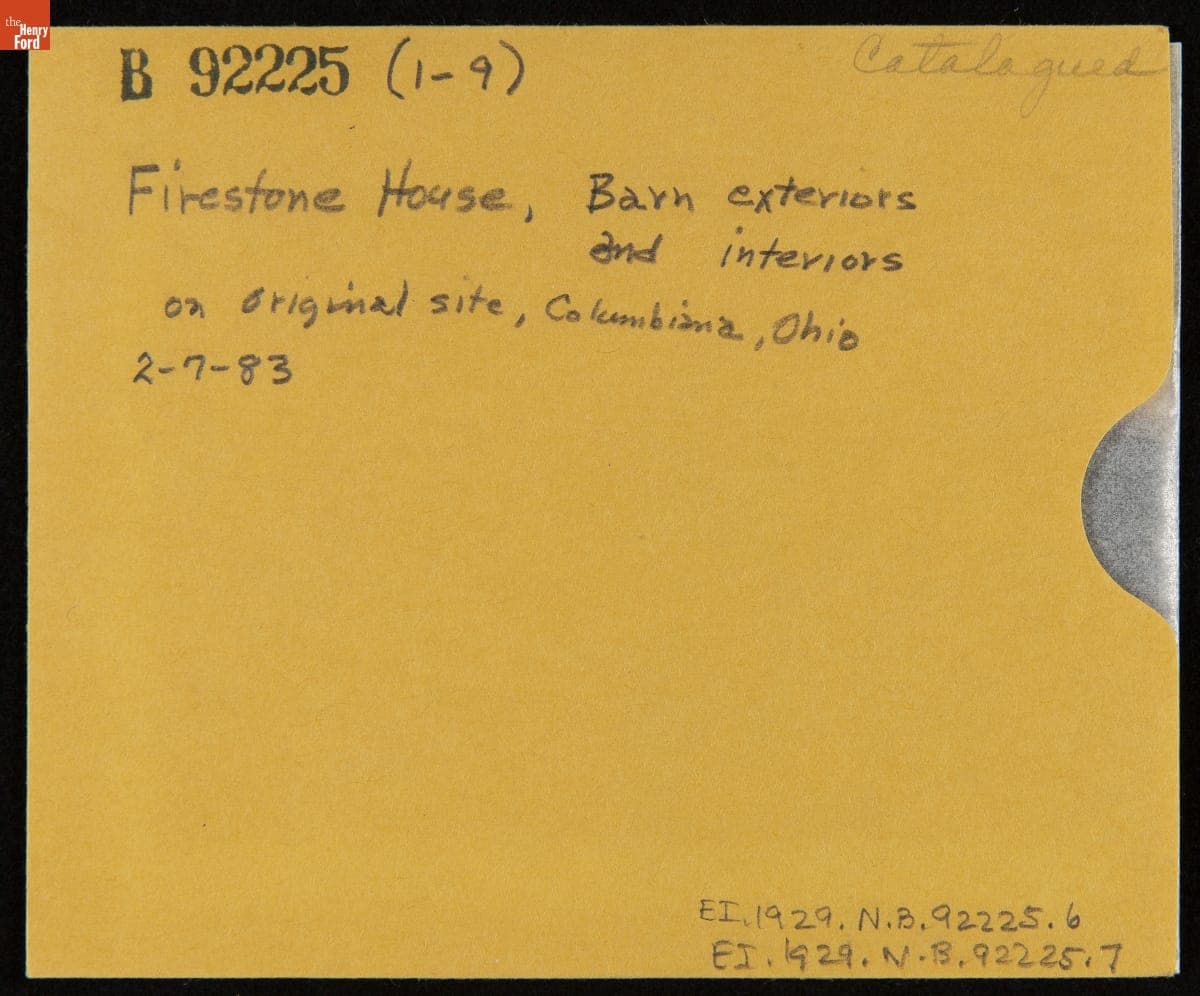 the
Henry
Ford
B 92225 (1-9)
Catalogued
Firestone House, Barn exteriors
and interiors
on original site, Columbiana, Ohio
2-7-83
EI.1929.N.B.92225.6
EI.1929.N.B.92225.7